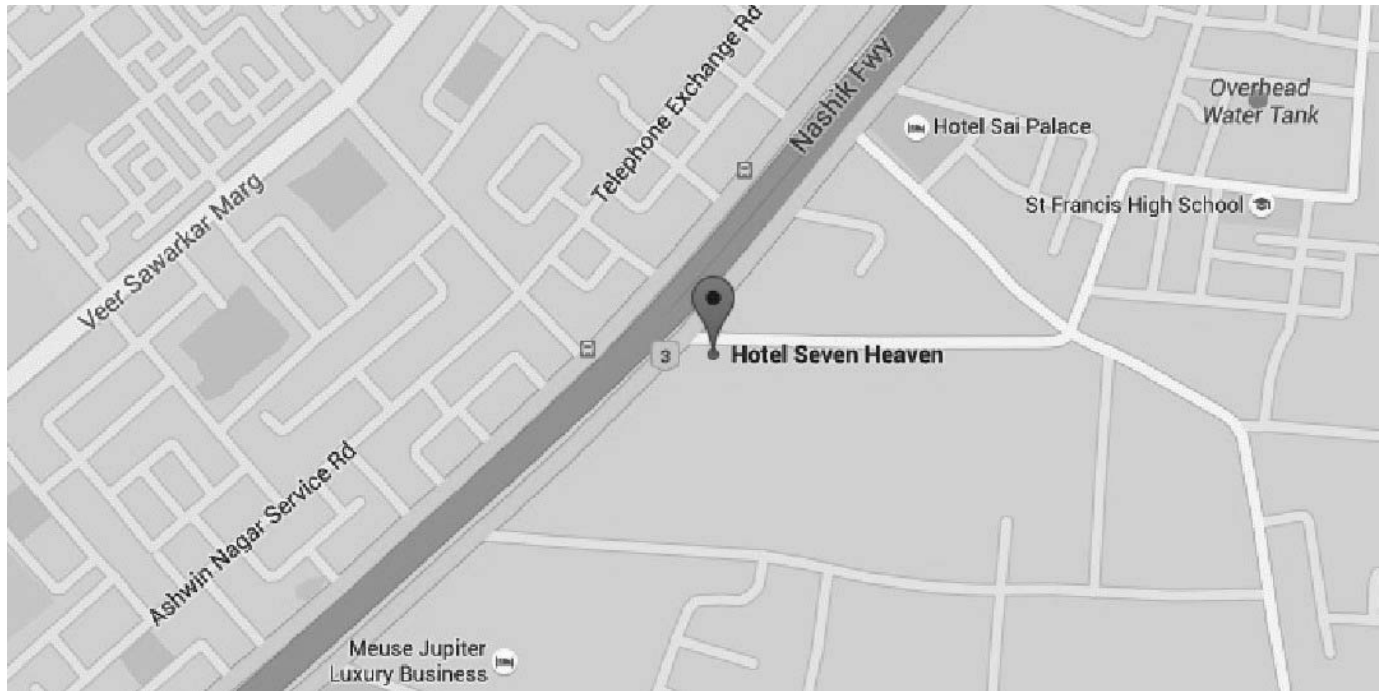 Telephone Exchange Rd
Nashik Fwy
Overhead
Water Tank
Hotel Sai Palace
Veer Sawarkar Marg
St Francis High School
3
Hotel Seven Heaven
Ashwin Nagar Service Rd
Meuse Jupiter
Luxury Business